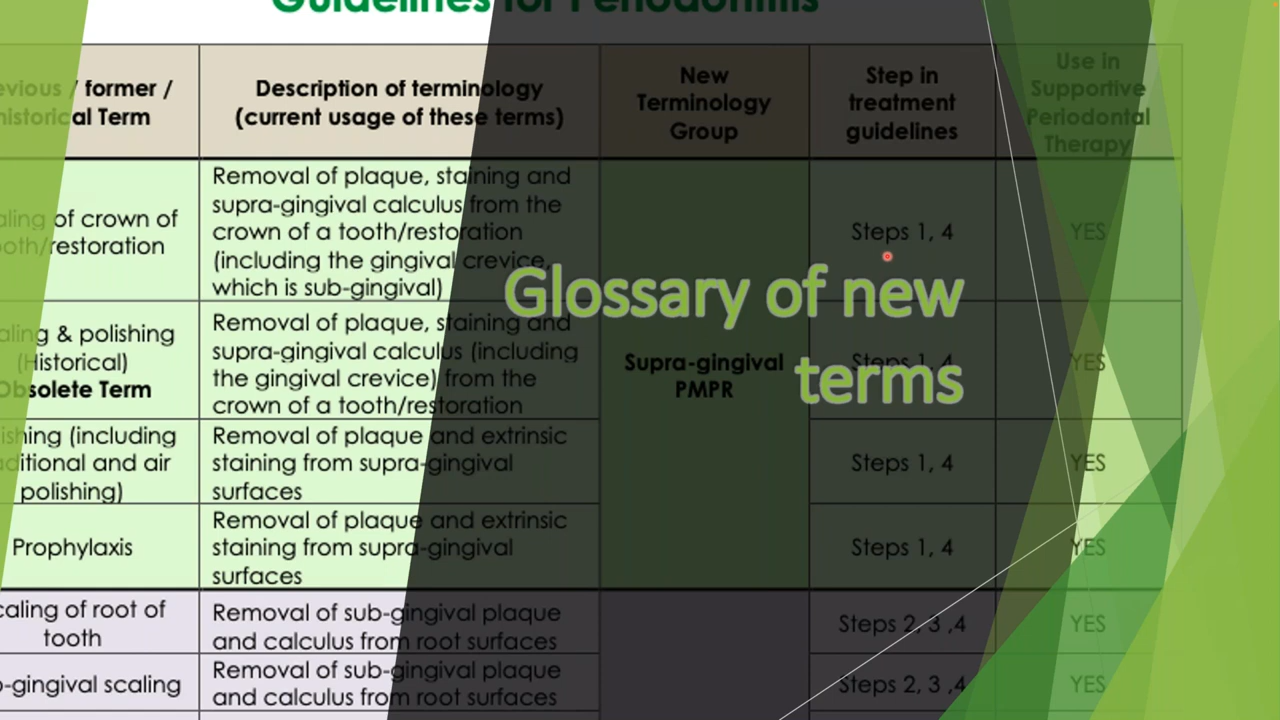 Guidelines for Periodontitis
/ former /
Term
Description of terminology
(current usage of these terms)
New
Terminology
Group
Step in
treatment
guidelines
Use in
Supportive
Periodontal
Therapy
of crown of
/restoration
Removal of plaque, staining and
supra-gingival calculus from the
crown of a tooth/restoration
(including the gingival crevice,
which is sub-gingival)
Steps 1, 4
YES
& polishing
(Historical)
Obsolete Term
Removal of plaque, staining and
supra-gingival calculus (including
the gingival crevice) from the
crown of a tooth/restoration
Supra-gingival
PMPR
Steps 1, 4
YES
(including
and air
polishing)
Removal of plaque and extrinsic
staining from supra-gingival
surfaces
Steps 1, 4
YES
Prophylaxis
Removal of plaque and extrinsic
staining from supra-gingival
surfaces
Steps 1, 4
YES
of root of
tooth
Removal of sub-gingival plaque
and calculus from root surfaces
Steps 2, 3 ,4
YES
-gingival scaling
Removal of sub-gingival plaque
and calculus from root surfaces
Steps 2, 3 ,4
YES
Glossary of new
terms